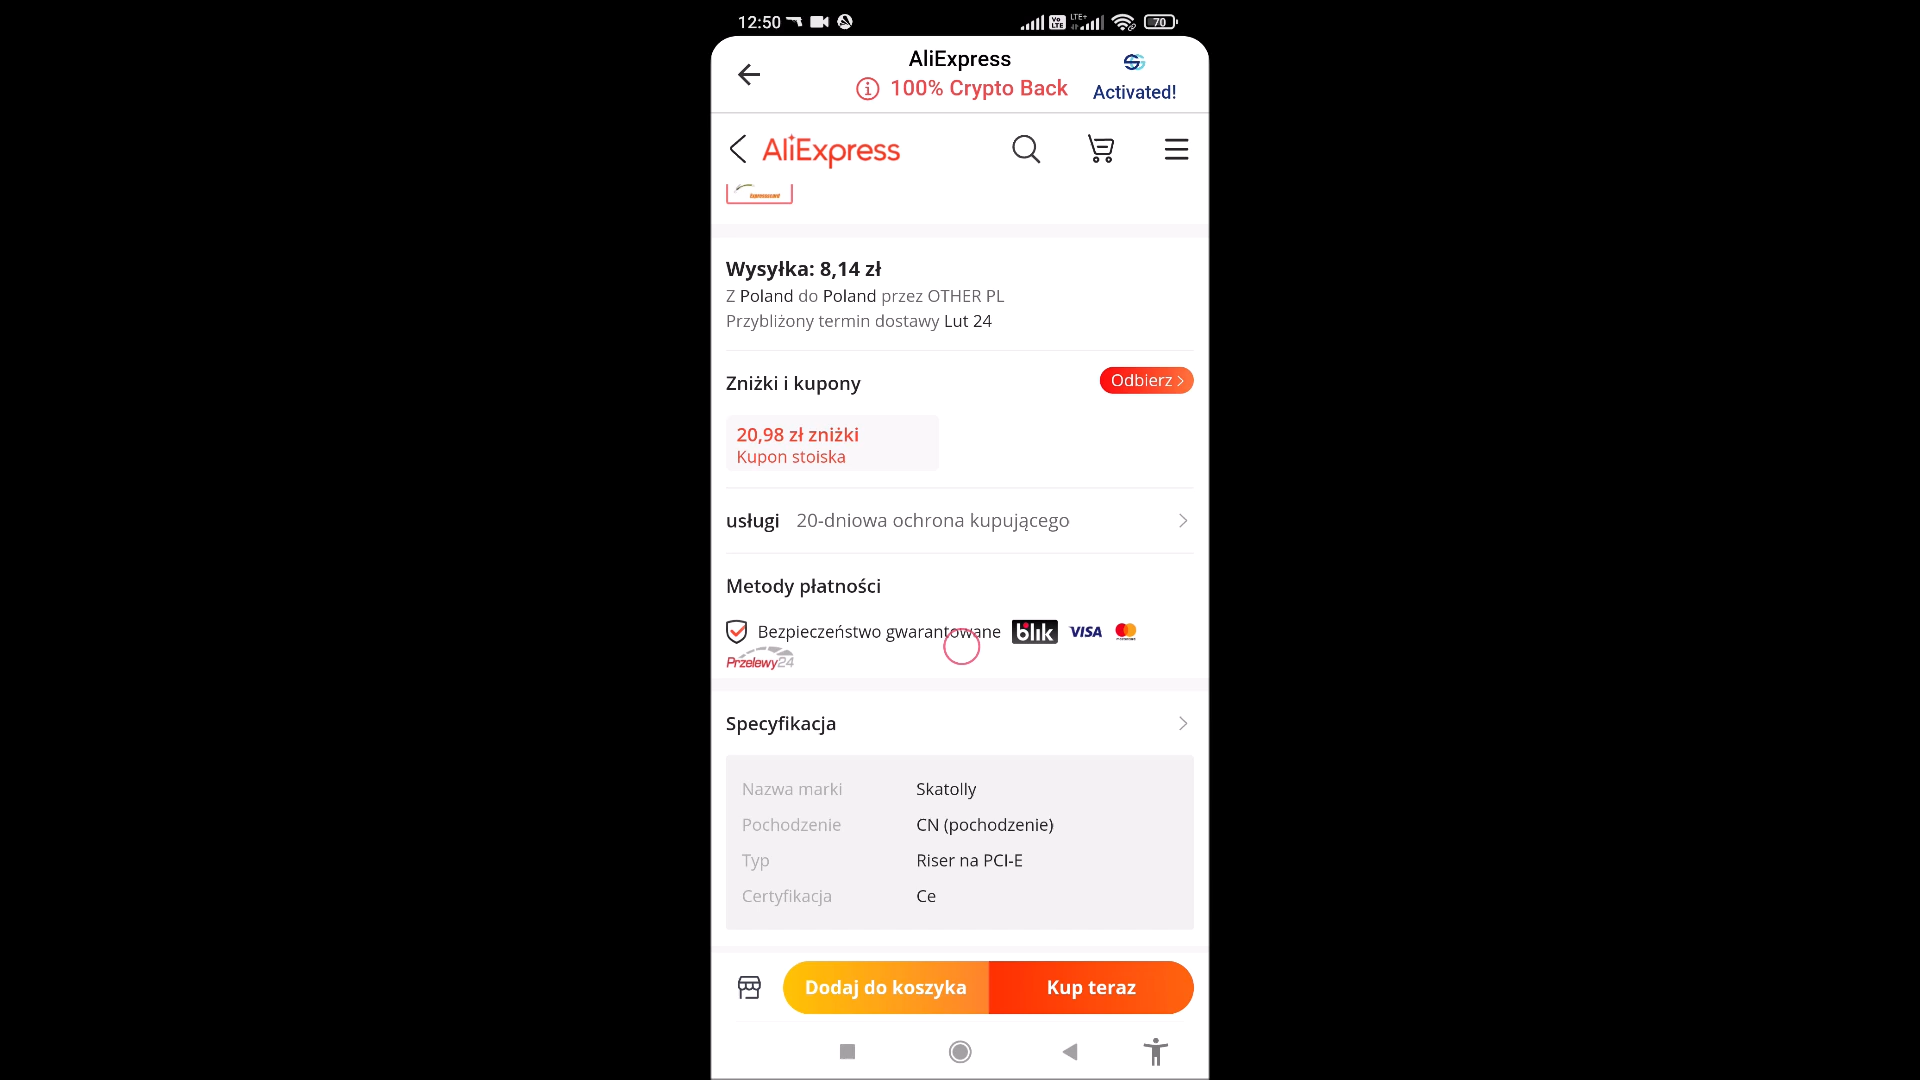 12:50
Vo LTE
LTE+
70
AliExpress
100% Crypto Back
Activated!
AliExpress
Wysyłka: 8,14 zł
Z Poland do Poland przez OTHER PL
Przybliżony termin dostawy Lut 24
Zniżki i kupony
Odbierz
20,98 zł zniżki
Kupon stoiska
usługi 20-dniowa ochrona kupującego
Metody płatności
Bezpieczeństwo gwarantowane blik VISA
Przelewy24
Specyfikacja
Nazwa marki Skatolly
Pochodzenie CN (pochodzenie)
Typ Riser na PCI-E
Certyfikacja Ce
Dodaj do koszyka Kup teraz